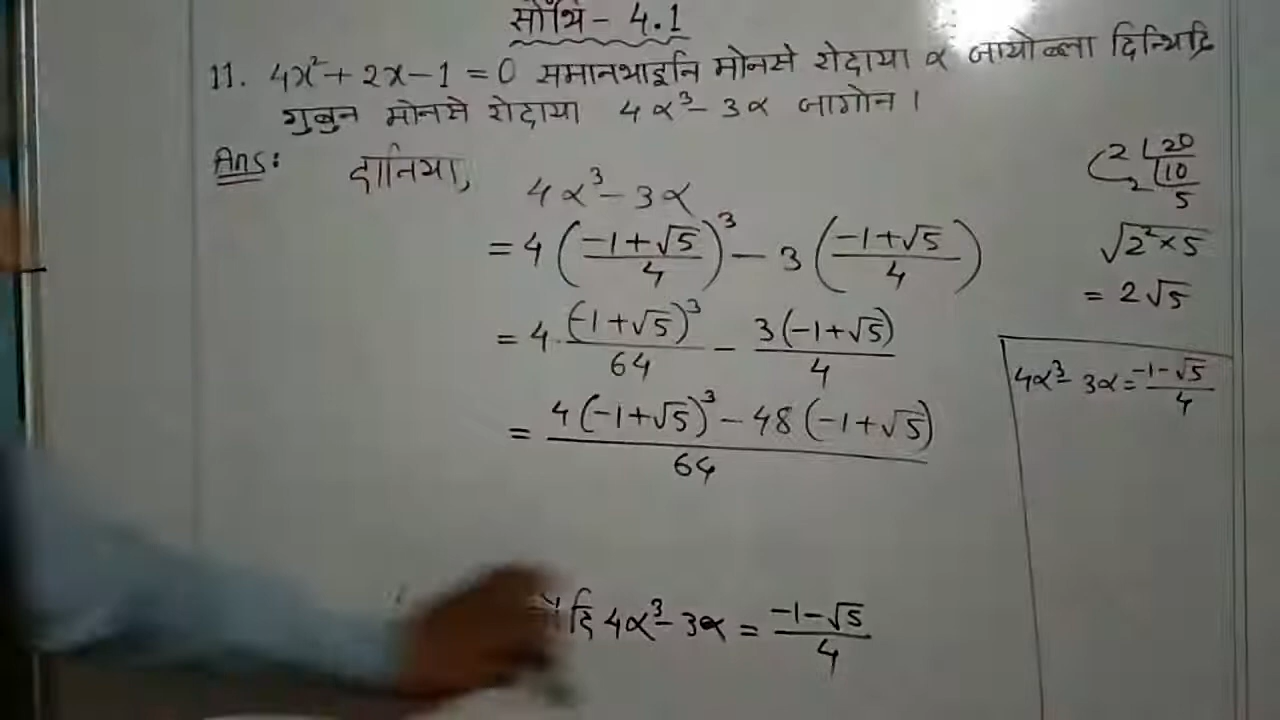 सोँथि - 4.1
11. 4x² + 2x - 1 = 0 समानथाइनि मोनसे रोदाया α जायोब्ला दिन्थिद्रि
गुबुन मोनसे रोदाया 4α³ - 3α जागोन।
Ans: दानिया,
4α³ - 3α
= 4 ((-1+√5)/4)³ - 3 ((-1+√5)/4)
= 4 · (-1+√5)³/64 - 3(-1+√5)/4
= (4(-1+√5)³ - 48(-1+√5))/64
दि 4α³ - 3α = (-1-√5)/4
2 | 20
2 | 10
5
√(2² × 5)
= 2√5
4α³ - 3α = (-1-√5)/4